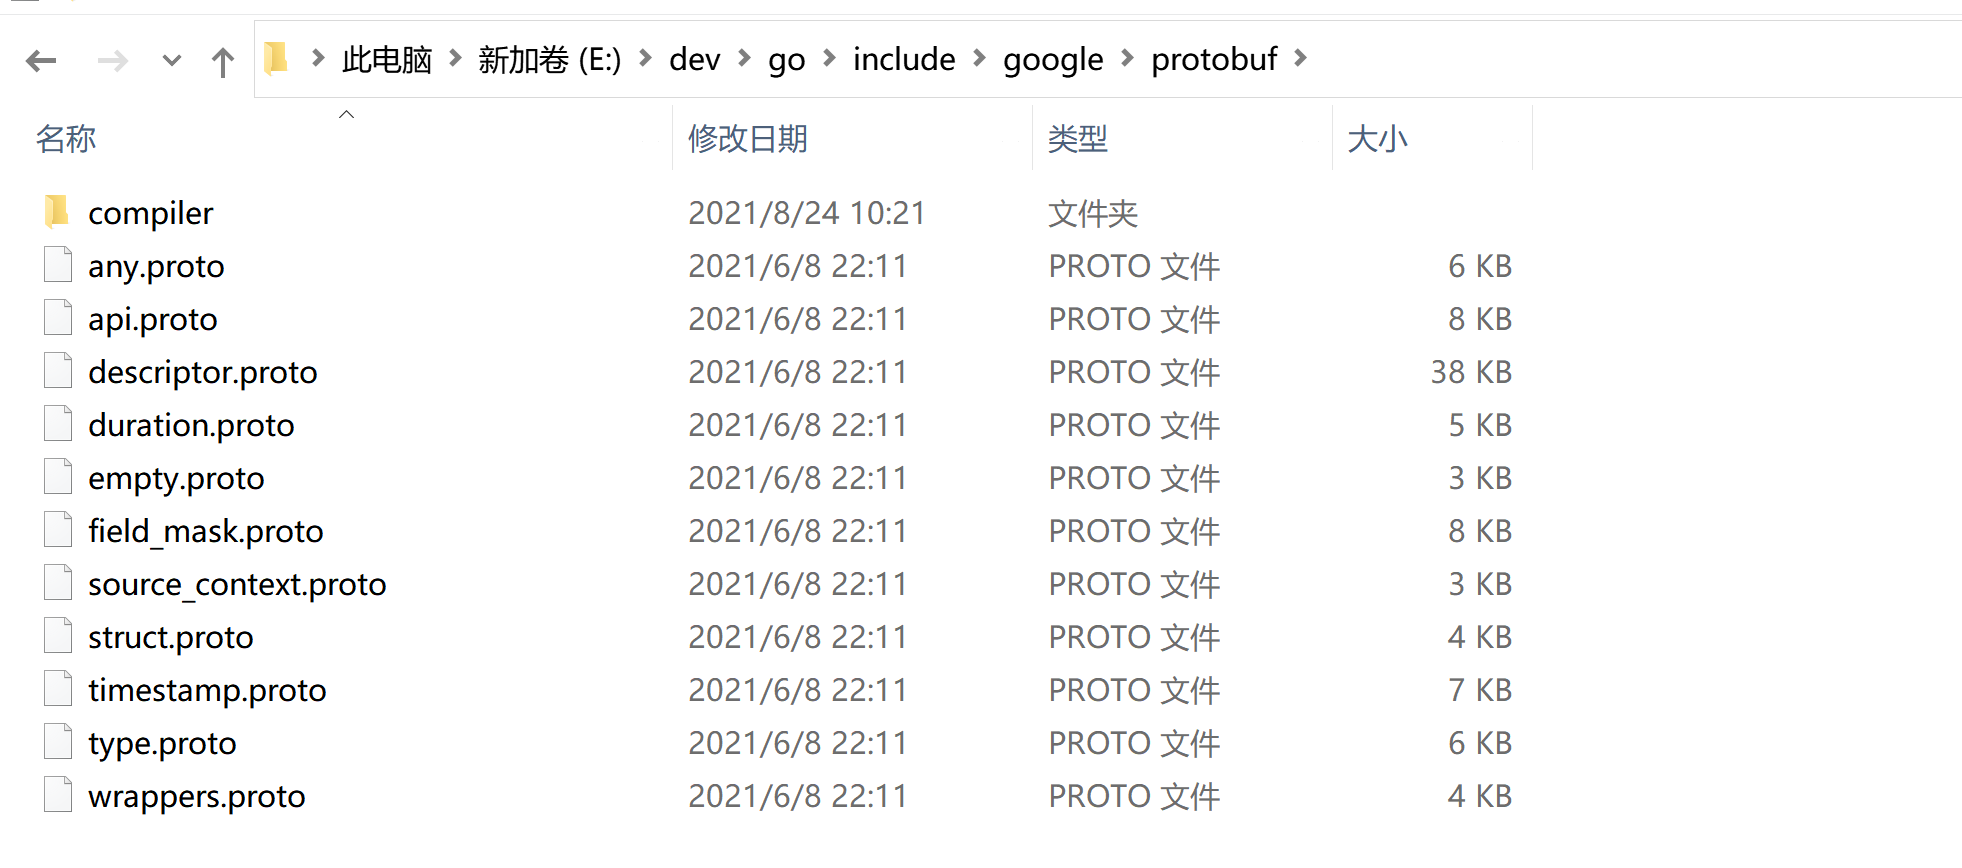 此电脑 新加卷 (E:) dev go include google protobuf
名称 修改日期 类型 大小
compiler 2021/8/24 10:21 文件夹
any.proto 2021/6/8 22:11 PROTO 文件 6 KB
api.proto 2021/6/8 22:11 PROTO 文件 8 KB
descriptor.proto 2021/6/8 22:11 PROTO 文件 38 KB
duration.proto 2021/6/8 22:11 PROTO 文件 5 KB
empty.proto 2021/6/8 22:11 PROTO 文件 3 KB
field_mask.proto 2021/6/8 22:11 PROTO 文件 8 KB
source_context.proto 2021/6/8 22:11 PROTO 文件 3 KB
struct.proto 2021/6/8 22:11 PROTO 文件 4 KB
timestamp.proto 2021/6/8 22:11 PROTO 文件 7 KB
type.proto 2021/6/8 22:11 PROTO 文件 6 KB
wrappers.proto 2021/6/8 22:11 PROTO 文件 4 KB